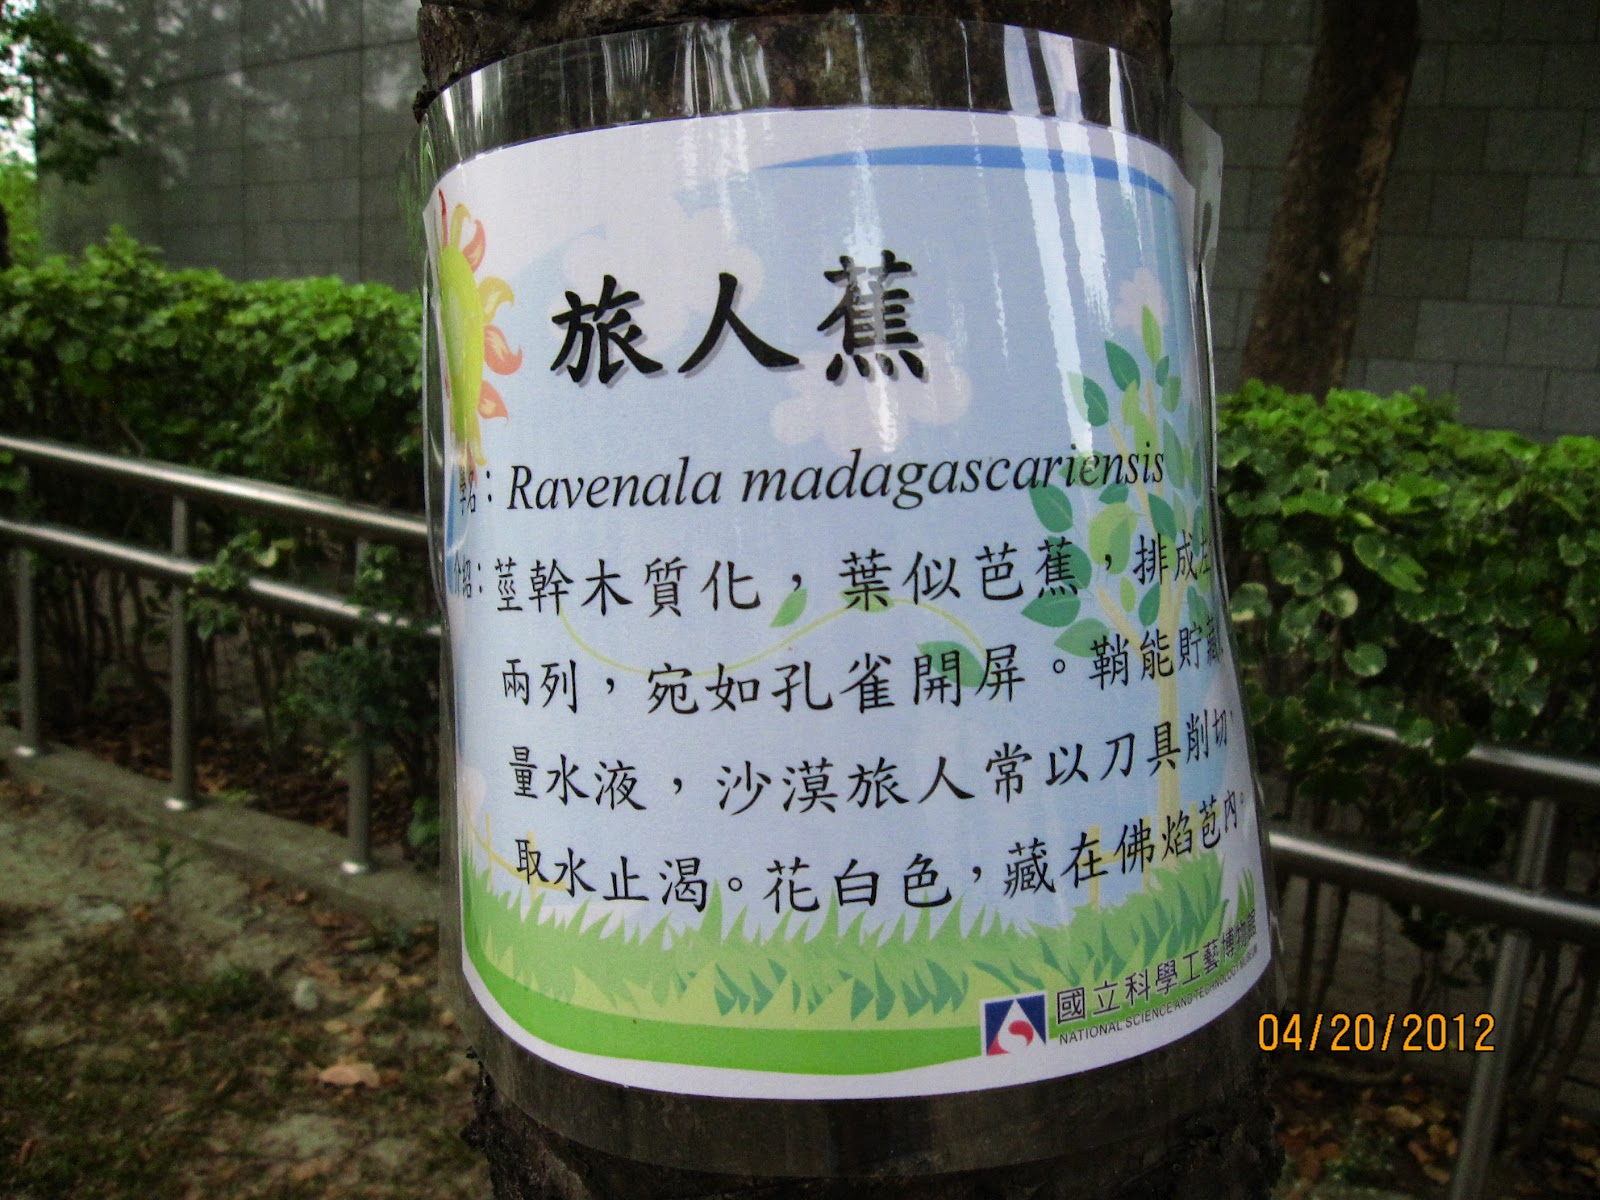 旅人蕉
學名：Ravenala madagascariensis
介紹：莖幹木質化，葉似芭蕉，排成左
兩列，宛如孔雀開屏。鞘能貯藏
量水液，沙漠旅人常以刀具削切，
取水止渴。花白色，藏在佛焰苞內。
國立科學工藝博物館
NATIONAL SCIENCE AND TECHNOLOGY MUSEUM
04/20/2012